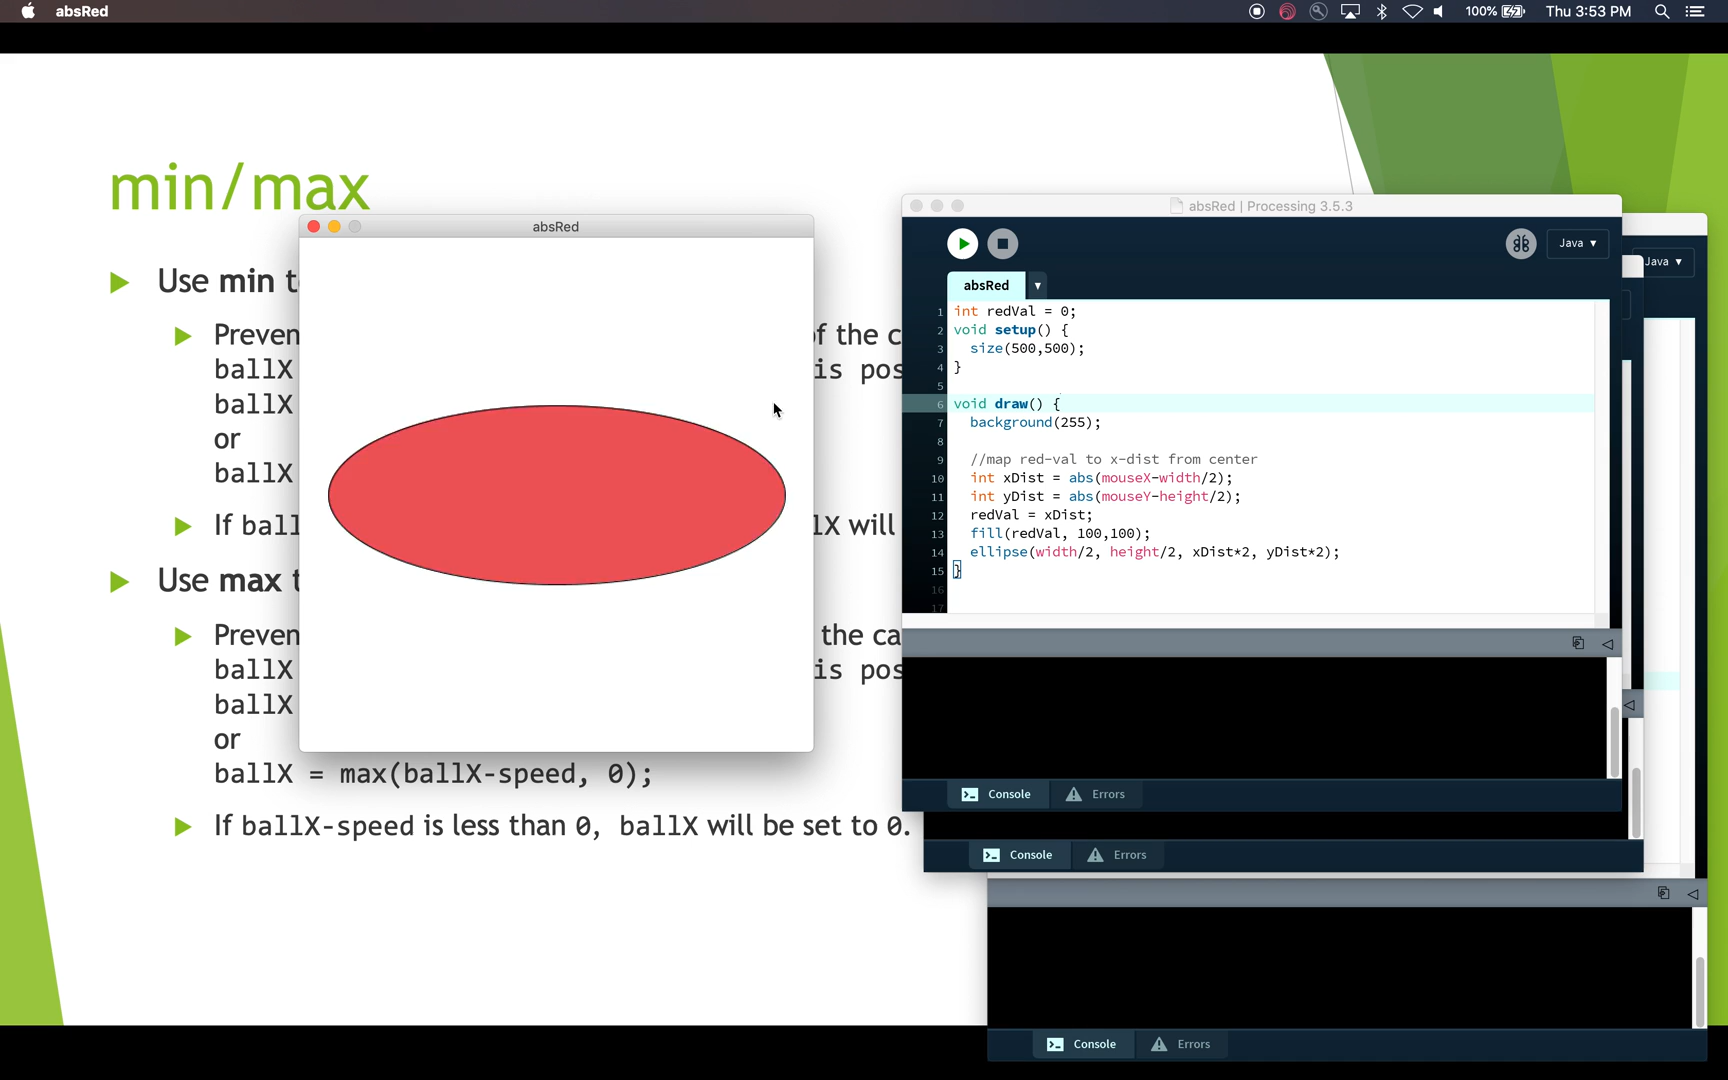 absRed
100%
Thu 3:53 PM
min/max
Use min t
Preven
of the c
ballX
is pos
ballX
or
ballX
If ball
lX will
Use max t
Preven
the ca
ballX
is pos
ballX
or
ballX = max(ballX-speed, 0);
If ballX-speed is less than 0, ballX will be set to 0.
absRed
absRed | Processing 3.5.3
Java
absRed
1 int redVal = 0;
2 void setup() {
3 size(500,500);
4 }
5
6 void draw() {
7 background(255);
8
9 //map red-val to x-dist from center
10 int xDist = abs(mouseX-width/2);
11 int yDist = abs(mouseY-height/2);
12 redVal = xDist;
13 fill(redVal, 100,100);
14 ellipse(width/2, height/2, xDist*2, yDist*2);
15 }
16
17
Console
Errors
Java
Console
Errors
Console
Errors